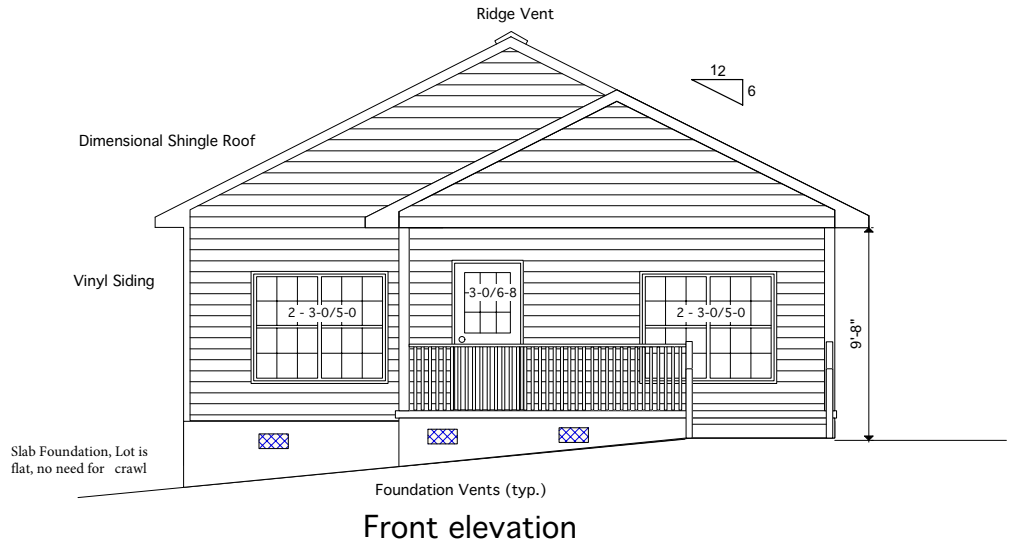 Ridge Vent
12
6
Dimensional Shingle Roof
Vinyl Siding
3-0/6-8
2 - 3-0/5-0
2 - 3-0/5-0
9'-8"
Slab Foundation, Lot is
flat, no need for crawl
Foundation Vents (typ.)
Front elevation